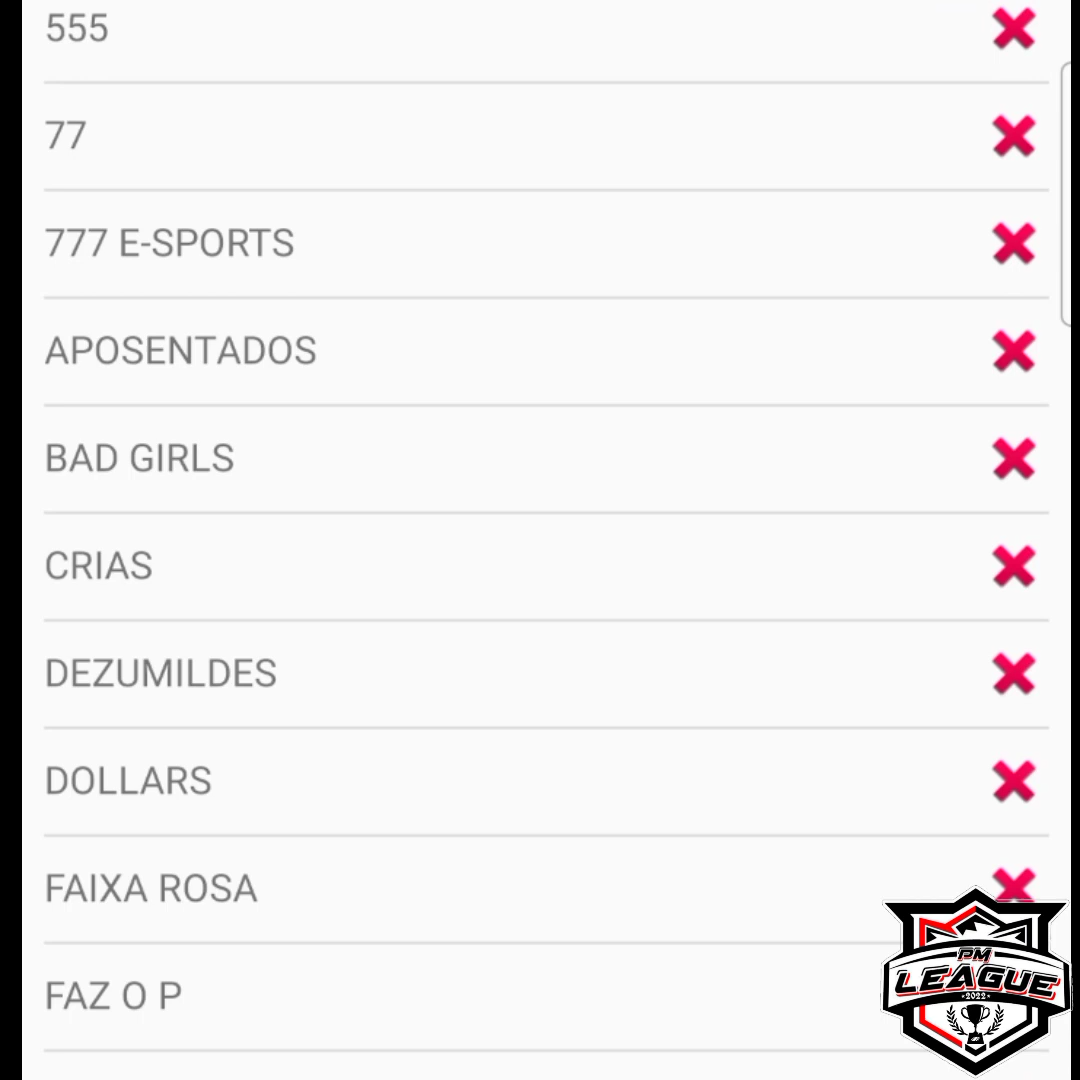 555
77
777 E-SPORTS
APOSENTADOS
BAD GIRLS
CRIAS
DEZUMILDES
DOLLARS
FAIXA ROSA
FAZ O P
PM
LEAGUE
2022